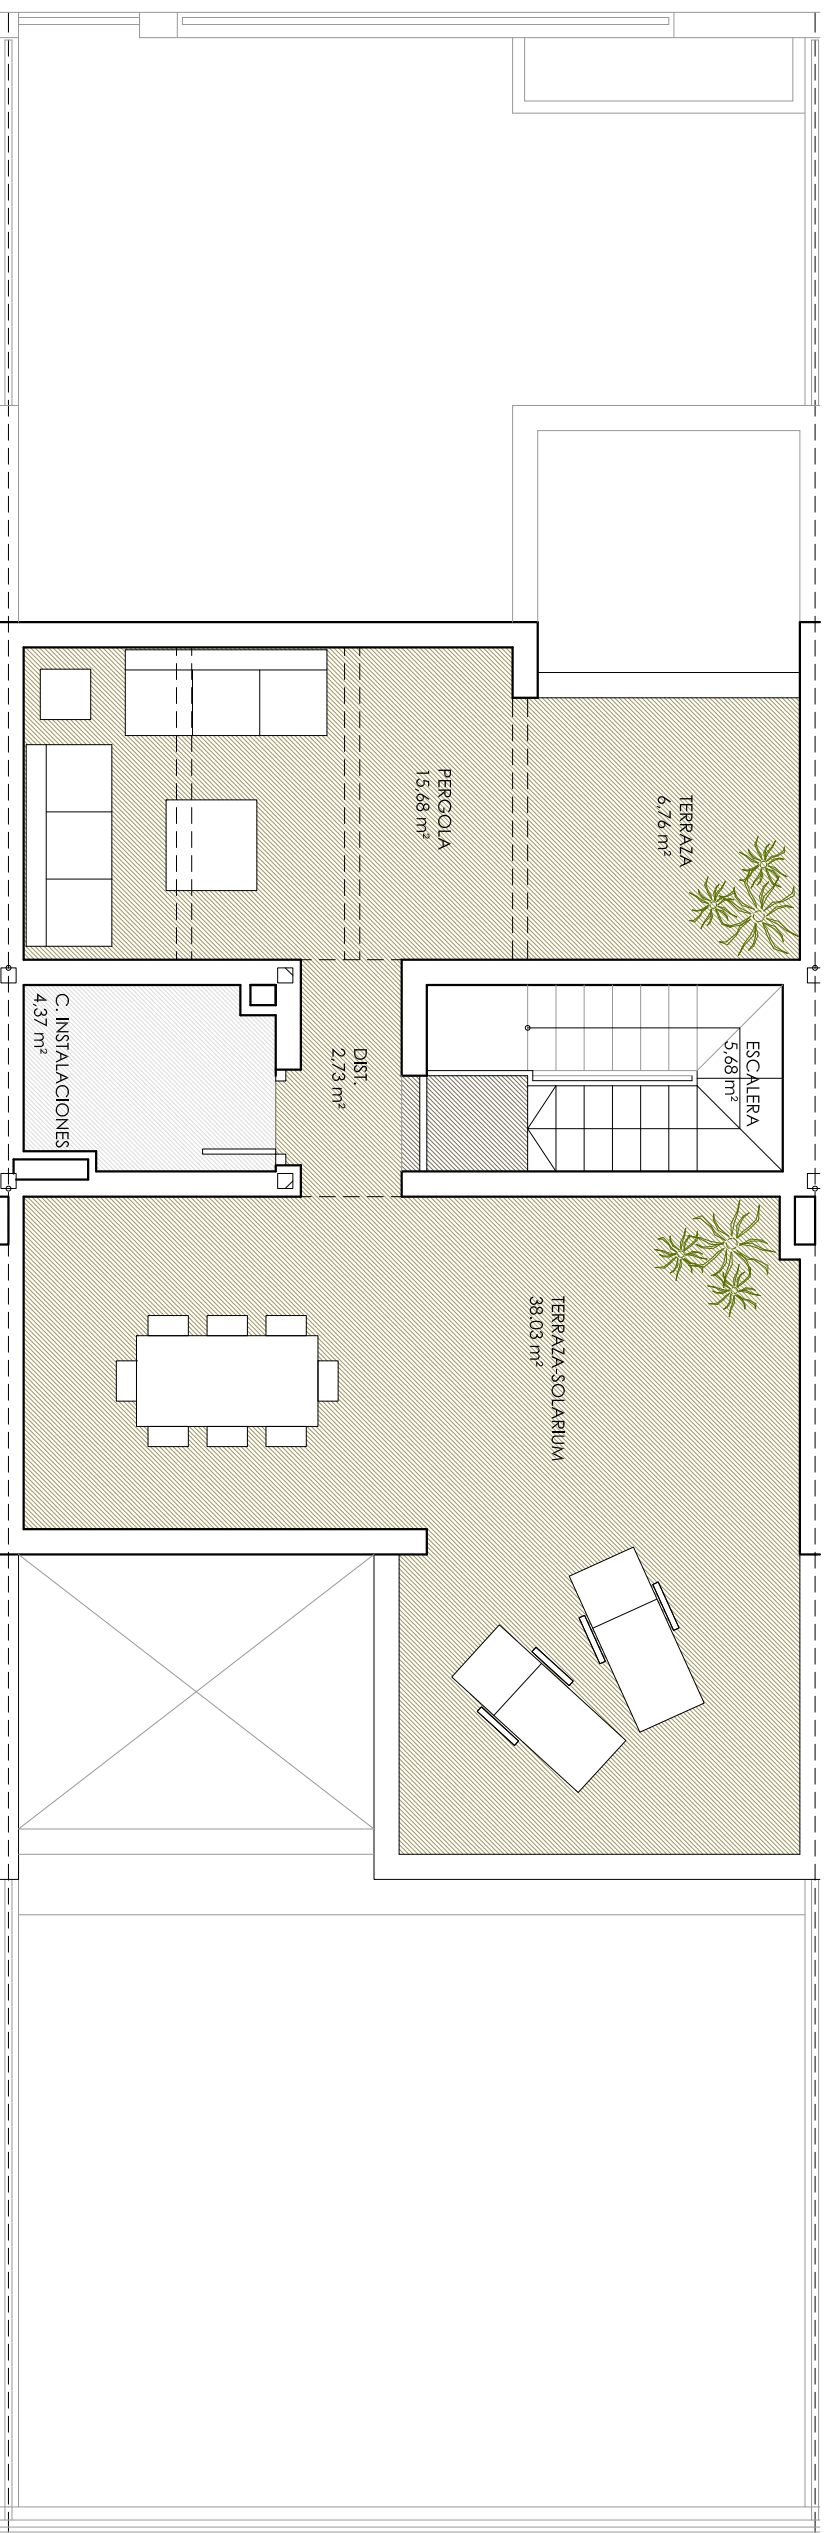 PERGOLA
15,68 m²
TERRAZA
6,76 m²
C. INSTALACIONES
4,37 m²
DIST.
2,73 m²
ESCALERA
5,68 m²
TERRAZA-SOLARIUM
38.03 m²